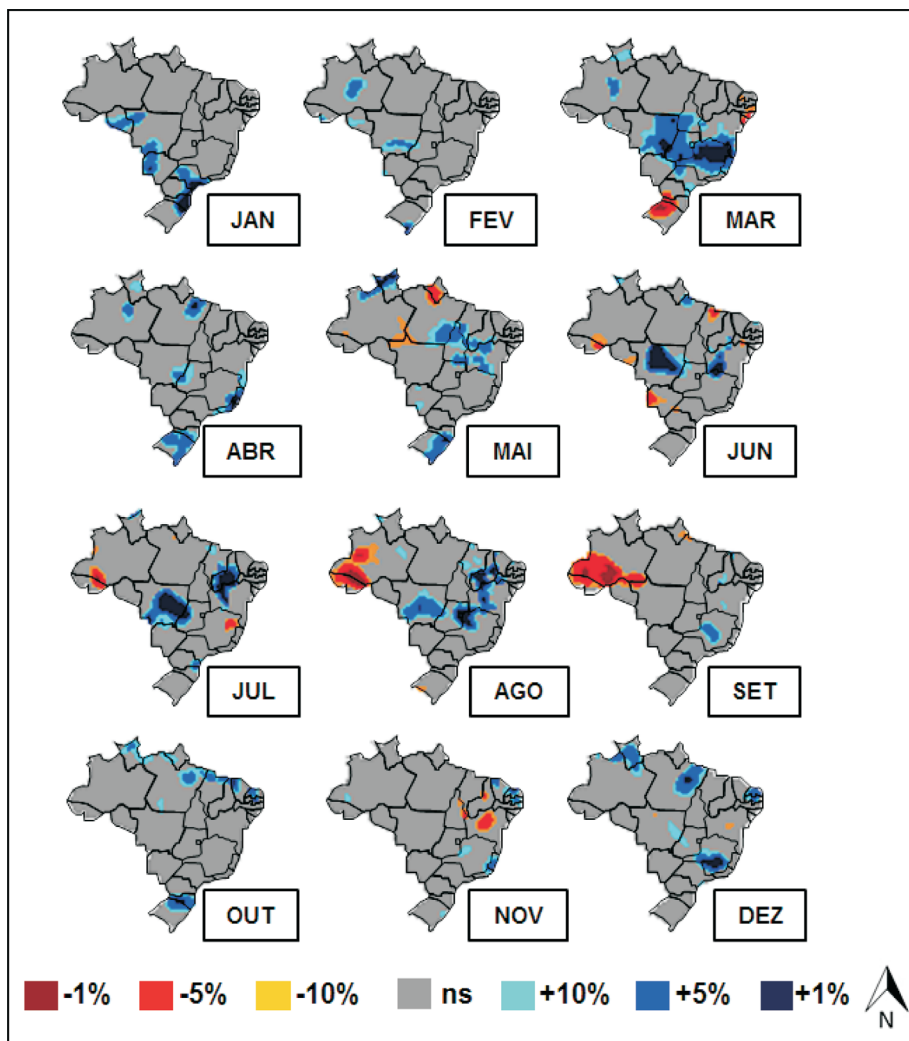 JAN
FEV
MAR
ABR
MAI
JUN
JUL
AGO
SET
OUT
NOV
DEZ
-1% -5% -10% ns +10% +5% +1%
N